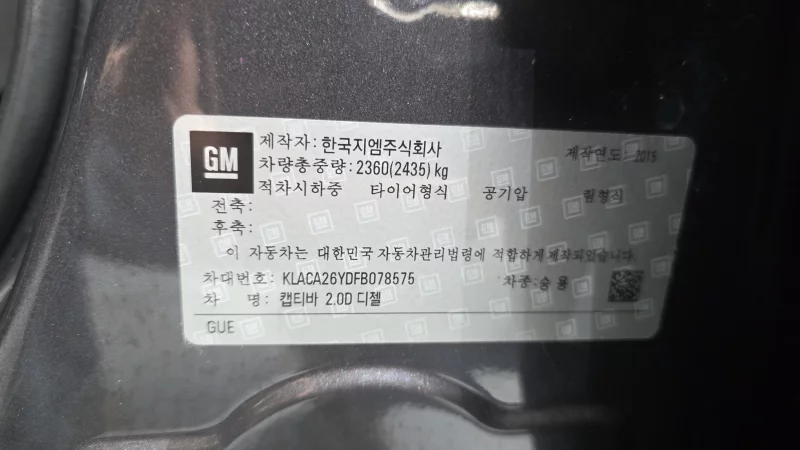 GM
제작자: 한국지엠주식회사 제작연도: 2015
차량총중량: 2360(2435) kg
적차시하중 타이어형식 공기압 림형식
전축:
후축:
이 자동차는 대한민국 자동차관리법령에 적합하게 제작되었습니다.
차대번호: KLACA26YDFB078575 차종: 승 용
차 명: 캡티바 2.0D 디젤
GUE